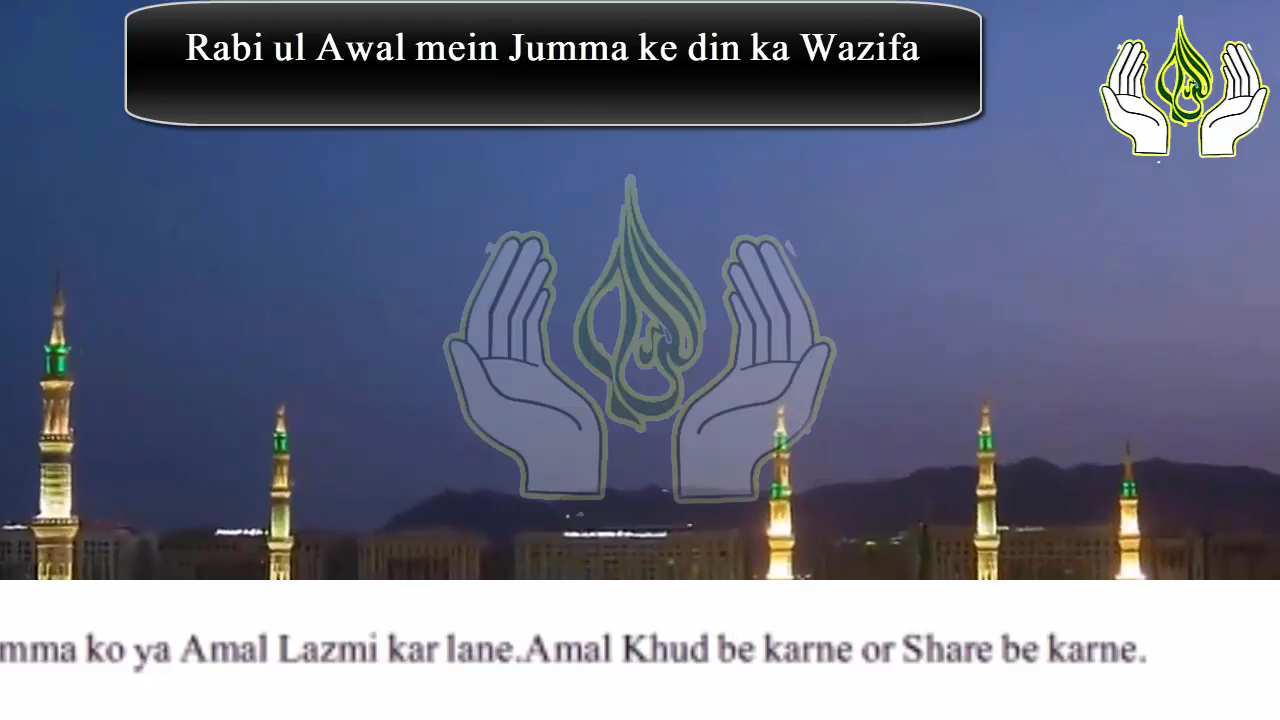 Rabi ul Awal mein Jumma ke din ka Wazifa
mma ko ya Amal Lazmi kar lane.Amal Khud be karne or Share be karne.